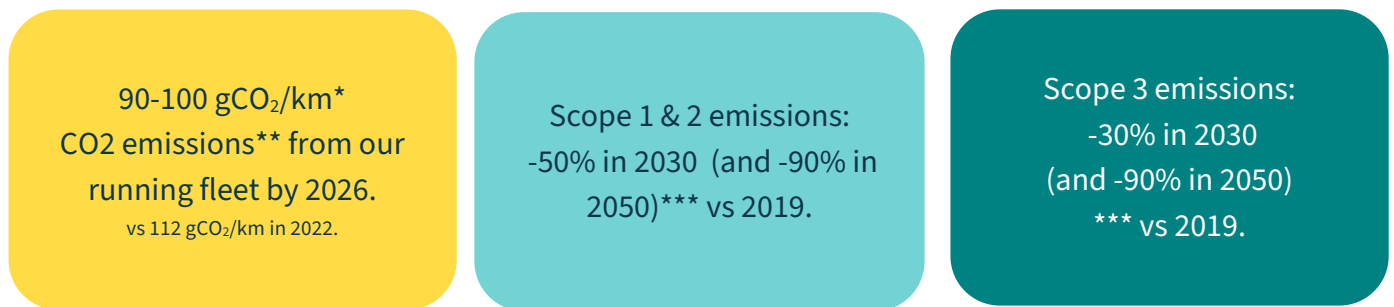 90-100 gCO₂/km*
CO2 emissions** from our
running fleet by 2026.
vs 112 gCO₂/km in 2022.
Scope 1 & 2 emissions:
-50% in 2030 (and -90% in
2050)*** vs 2019.
Scope 3 emissions:
-30% in 2030
(and -90% in 2050)
*** vs 2019.